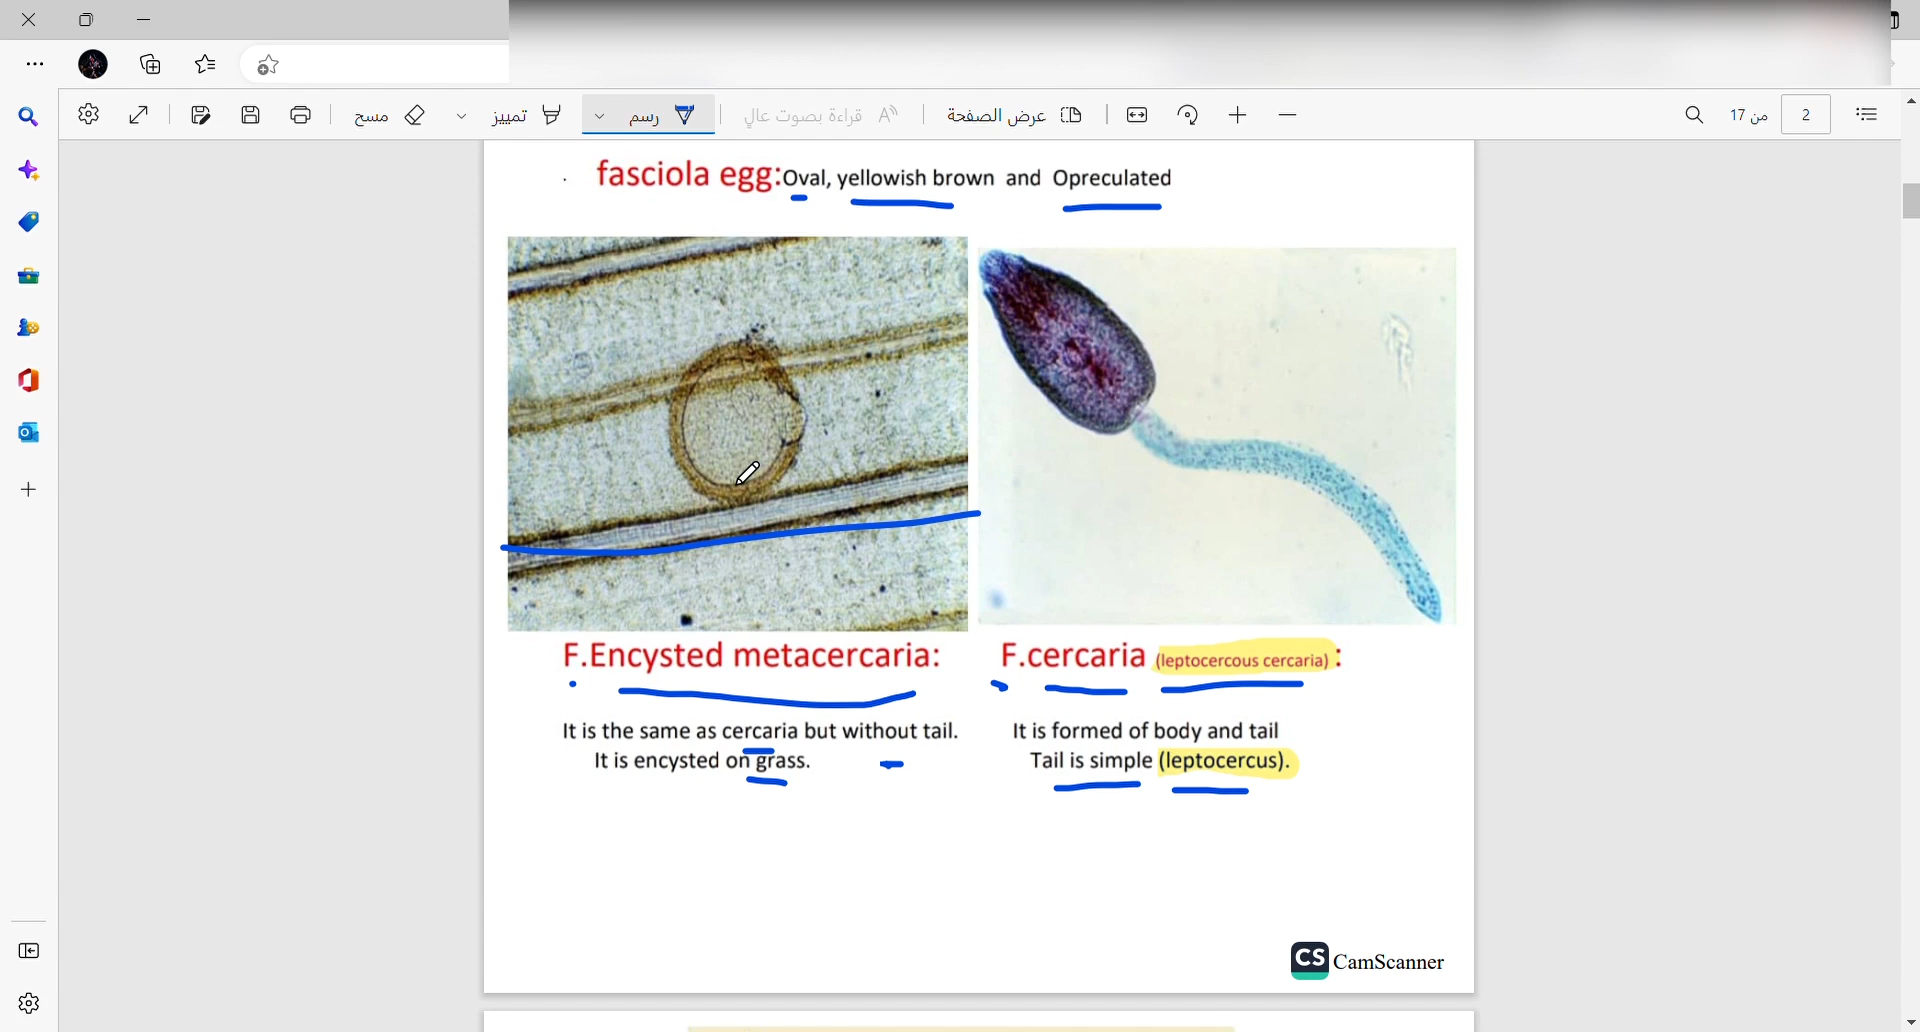 مسح
تمييز
رسم
قراءة بصوت عالٍ
عرض الصفحة
من 17
2
fasciola egg:Oval, yellowish brown and Opreculated
F.Encysted metacercaria:
It is the same as cercaria but without tail.
It is encysted on grass.
F.cercaria (leptocercous cercaria) :
It is formed of body and tail
Tail is simple (leptocercus).
CS CamScanner